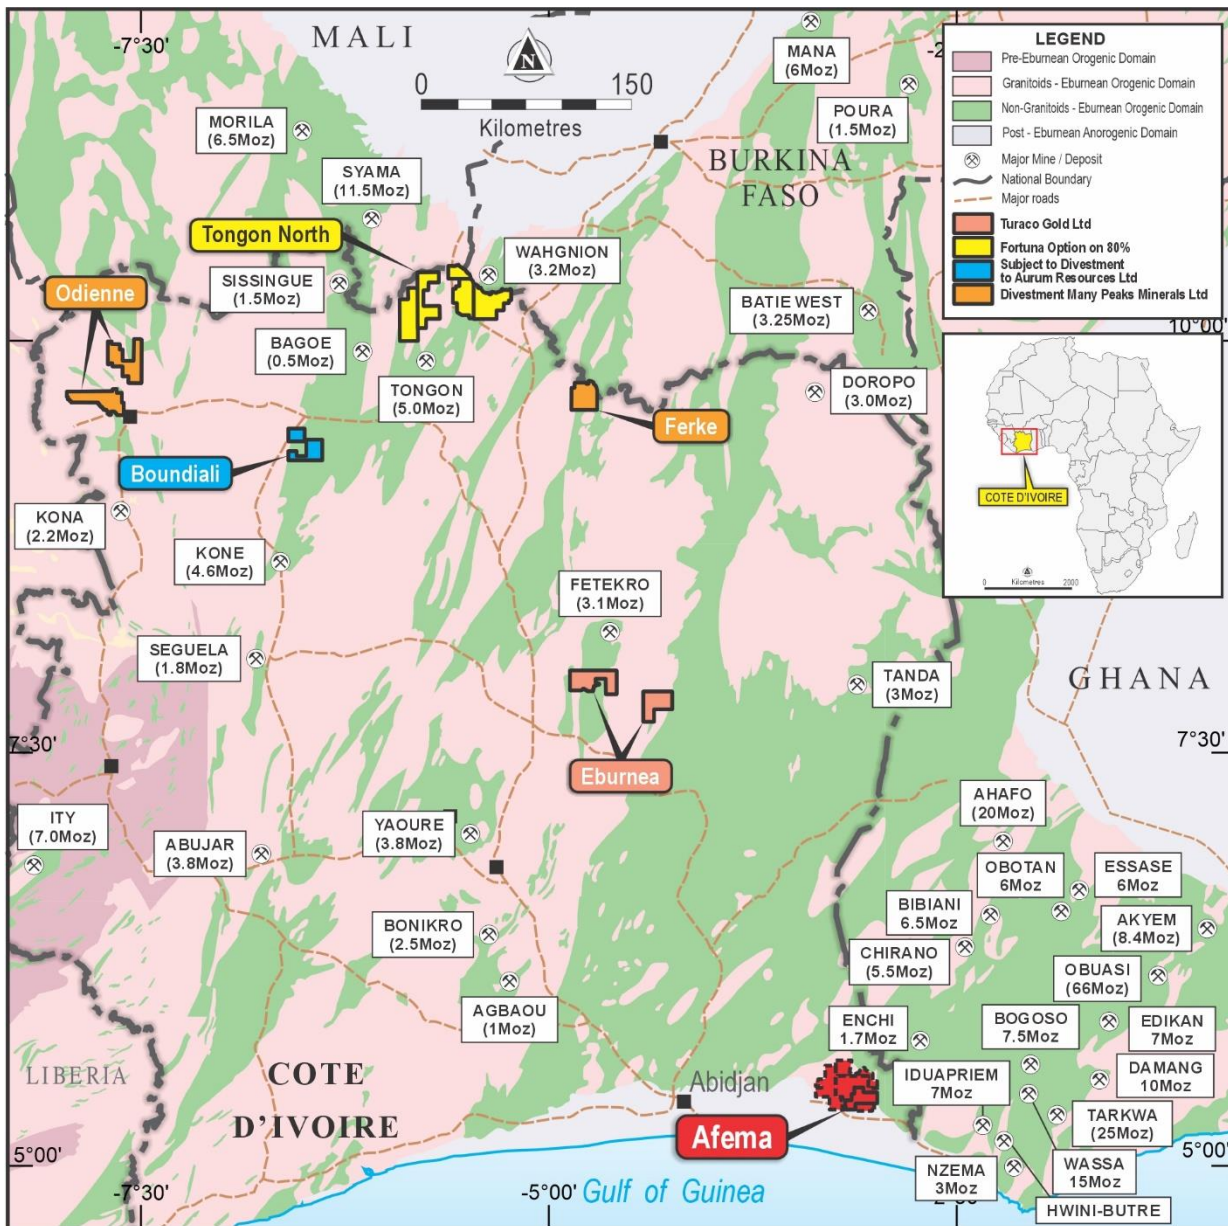 -7°30'
MALI
N
0
150
Kilometres
MANA
(6Moz)
POURA
(1.5Moz)
LEGEND
Pre-Eburnean Orogenic Domain
Granitoids - Eburnean Orogenic Domain
Non-Granitoids - Eburnean Orogenic Domain
Post - Eburnean Anorogenic Domain
Major Mine / Deposit
National Boundary
Major roads
Turaco Gold Ltd
Fortuna Option on 80%
Subject to Divestment
to Aurum Resources Ltd
Divestment Many Peaks Minerals Ltd
MORILA
(6.5Moz)
SYAMA
(11.5Moz)
BURKINA
FASO
Tongon North
WAHGNION
(3.2Moz)
SISSINGUE
(1.5Moz)
Odienne
BATIE WEST
(3.25Moz)
10°00'
BAGOE
(0.5Moz)
TONGON
(5.0Moz)
DOROPO
(3.0Moz)
Ferke
Boundiali
COTE D'IVOIRE
0
Kilometres
2000
KONA
(2.2Moz)
KONE
(4.6Moz)
FETEKRO
(3.1Moz)
SEGUELA
(1.8Moz)
TANDA
(3Moz)
GHANA
7°30'
7°30'
Eburnea
ITY
(7.0Moz)
ABUJAR
(3.8Moz)
YAOURE
(3.8Moz)
AHAFO
(20Moz)
OBOTAN
6Moz
ESSASE
6Moz
BIBIANI
6.5Moz
AKYEM
(8.4Moz)
BONIKRO
(2.5Moz)
CHIRANO
(5.5Moz)
OBUASI
(66Moz)
AGBAOU
(1Moz)
ENCHI
1.7Moz
BOGOSO
7.5Moz
EDIKAN
7Moz
LIBERIA
COTE
D'IVOIRE
Abidjan
IDUAPRIEM
7Moz
DAMANG
10Moz
TARKWA
(25Moz)
Afema
5°00'
5°00'
NZEMA
3Moz
WASSA
15Moz
HWINI-BUTRE
-7°30'
-5°00'
Gulf of Guinea